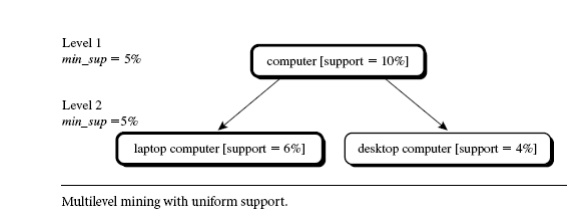 Level 1
min_sup = 5%
computer [support = 10%]
Level 2
min_sup =5%
laptop computer [support = 6%]
desktop computer [support = 4%]
Multilevel mining with uniform support.